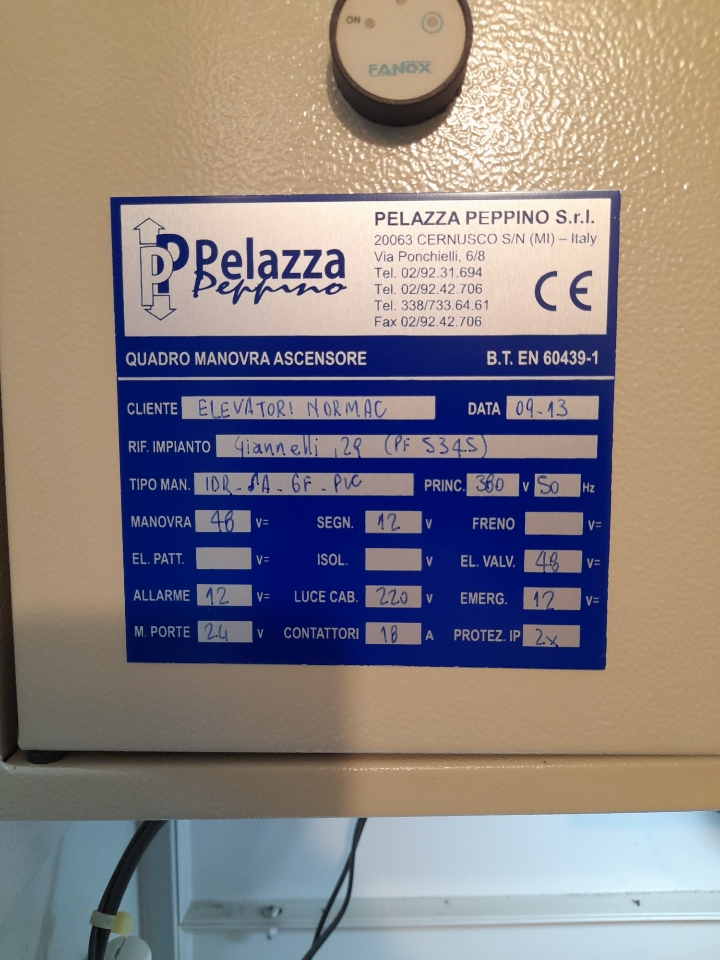 ON
FANOX
Pelazza
Peppino
PELAZZA PEPPINO S.r.l.
20063 CERNUSCO S/N (MI) – Italy
Via Ponchielli, 6/8
Tel. 02/92.31.694
Tel. 02/92.42.706
Tel. 338/733.64.61
Fax 02/92.42.706
CE
QUADRO MANOVRA ASCENSORE B.T. EN 60439-1
CLIENTE ELEVATORI NORMAC DATA 09-13
RIF. IMPIANTO Giannelli, 29 (PF 5345)
TIPO MAN. IDR - - 6F - PVC PRINC. 380 V 50 Hz
MANOVRA 48 V= SEGN. 12 V FRENO V=
EL. PATT. V= ISOL. V EL. VALV. 48 V=
ALLARME 12 V= LUCE CAB. 220 V EMERG. 12 V=
M. PORTE 24 V CONTATTORI 18 A PROTEZ. IP 2x